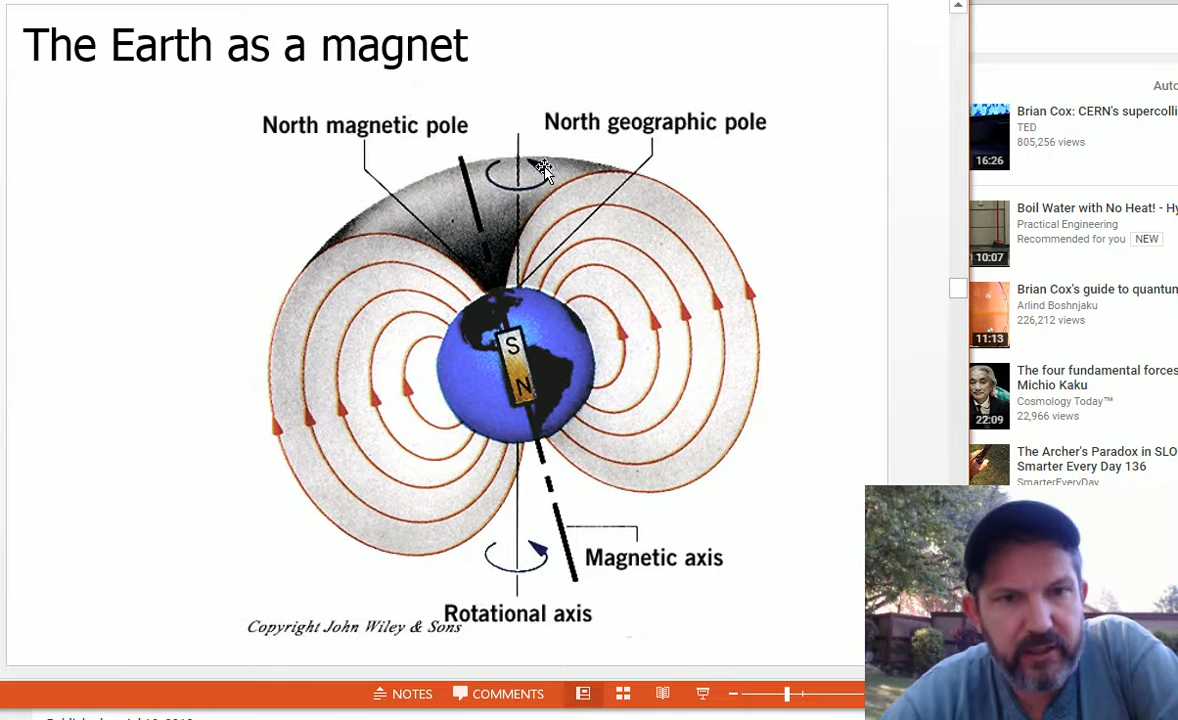 The Earth as a magnet
North magnetic pole
North geographic pole
S
N
Magnetic axis
Rotational axis
Copyright John Wiley & Sons
NOTES
COMMENTS
Auto
Brian Cox: CERN's supercolli
TED
805,256 views
16:26
Boil Water with No Heat! - Hy
Practical Engineering
Recommended for you NEW
10:07
Brian Cox's guide to quantun
Arlind Boshnjaku
226,212 views
11:13
The four fundamental forces
Michio Kaku
Cosmology Today™
22,966 views
22:09
The Archer's Paradox in SLO
Smarter Every Day 136
SmarterEveryDay